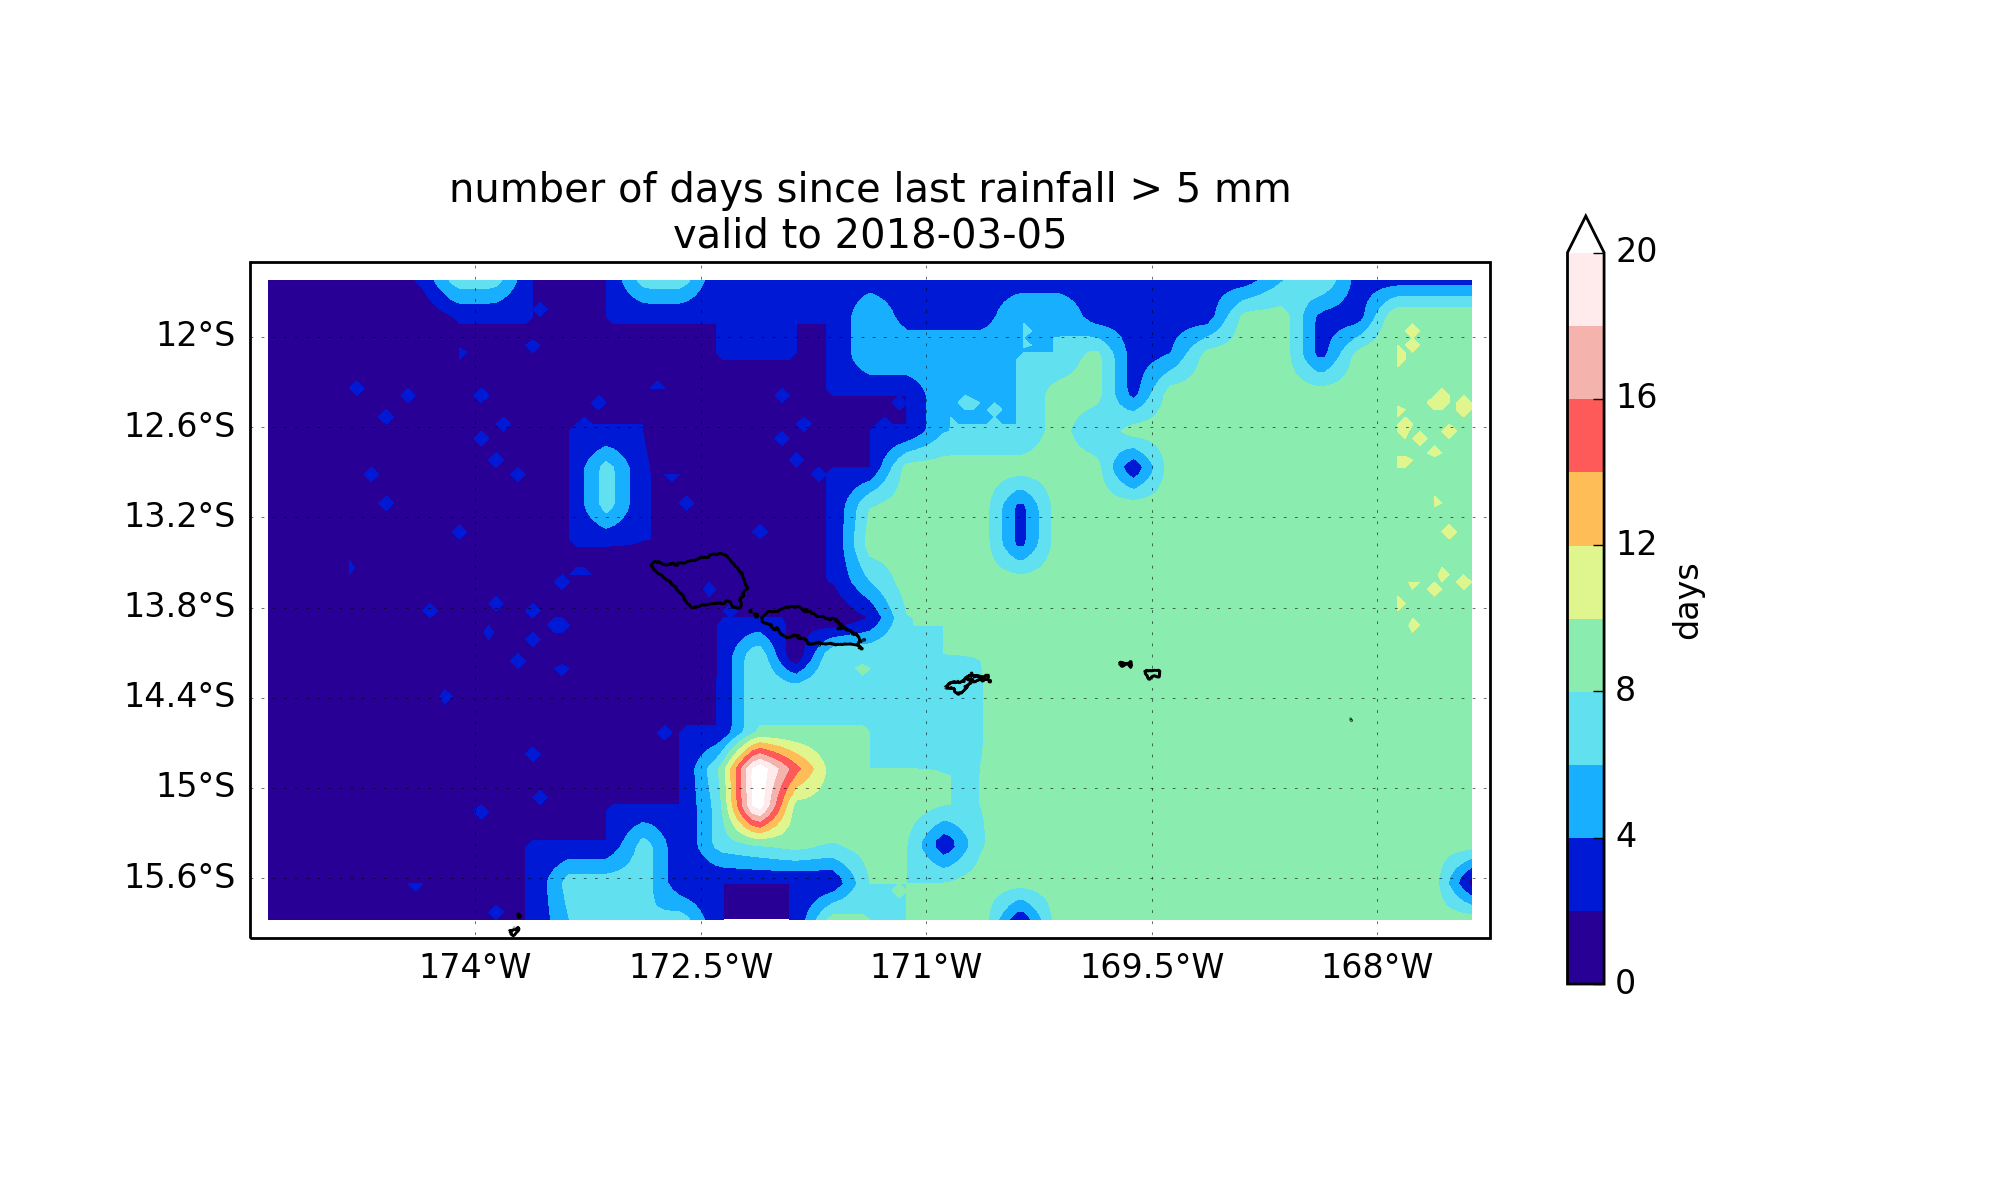 number of days since last rainfall > 5 mm
valid to 2018-03-05
12°S
12.6°S
13.2°S
13.8°S
14.4°S
15°S
15.6°S
174°W 172.5°W 171°W 169.5°W 168°W
20
16
12
8
4
0
days